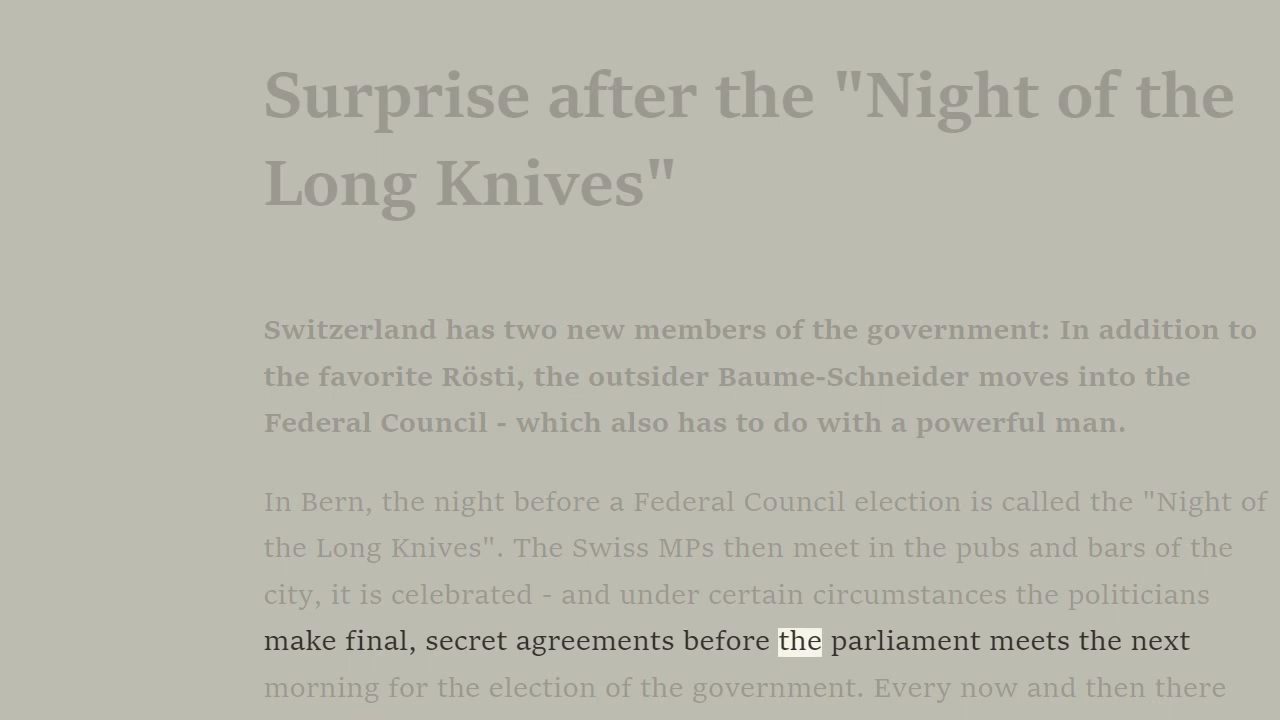 Surprise after the "Night of the
Long Knives"
Switzerland has two new members of the government: In addition to
the favorite Rösti, the outsider Baume-Schneider moves into the
Federal Council - which also has to do with a powerful man.
In Bern, the night before a Federal Council election is called the "Night of
the Long Knives". The Swiss MPs then meet in the pubs and bars of the
city, it is celebrated - and under certain circumstances the politicians
make final, secret agreements before the parliament meets the next
morning for the election of the government. Every now and then there